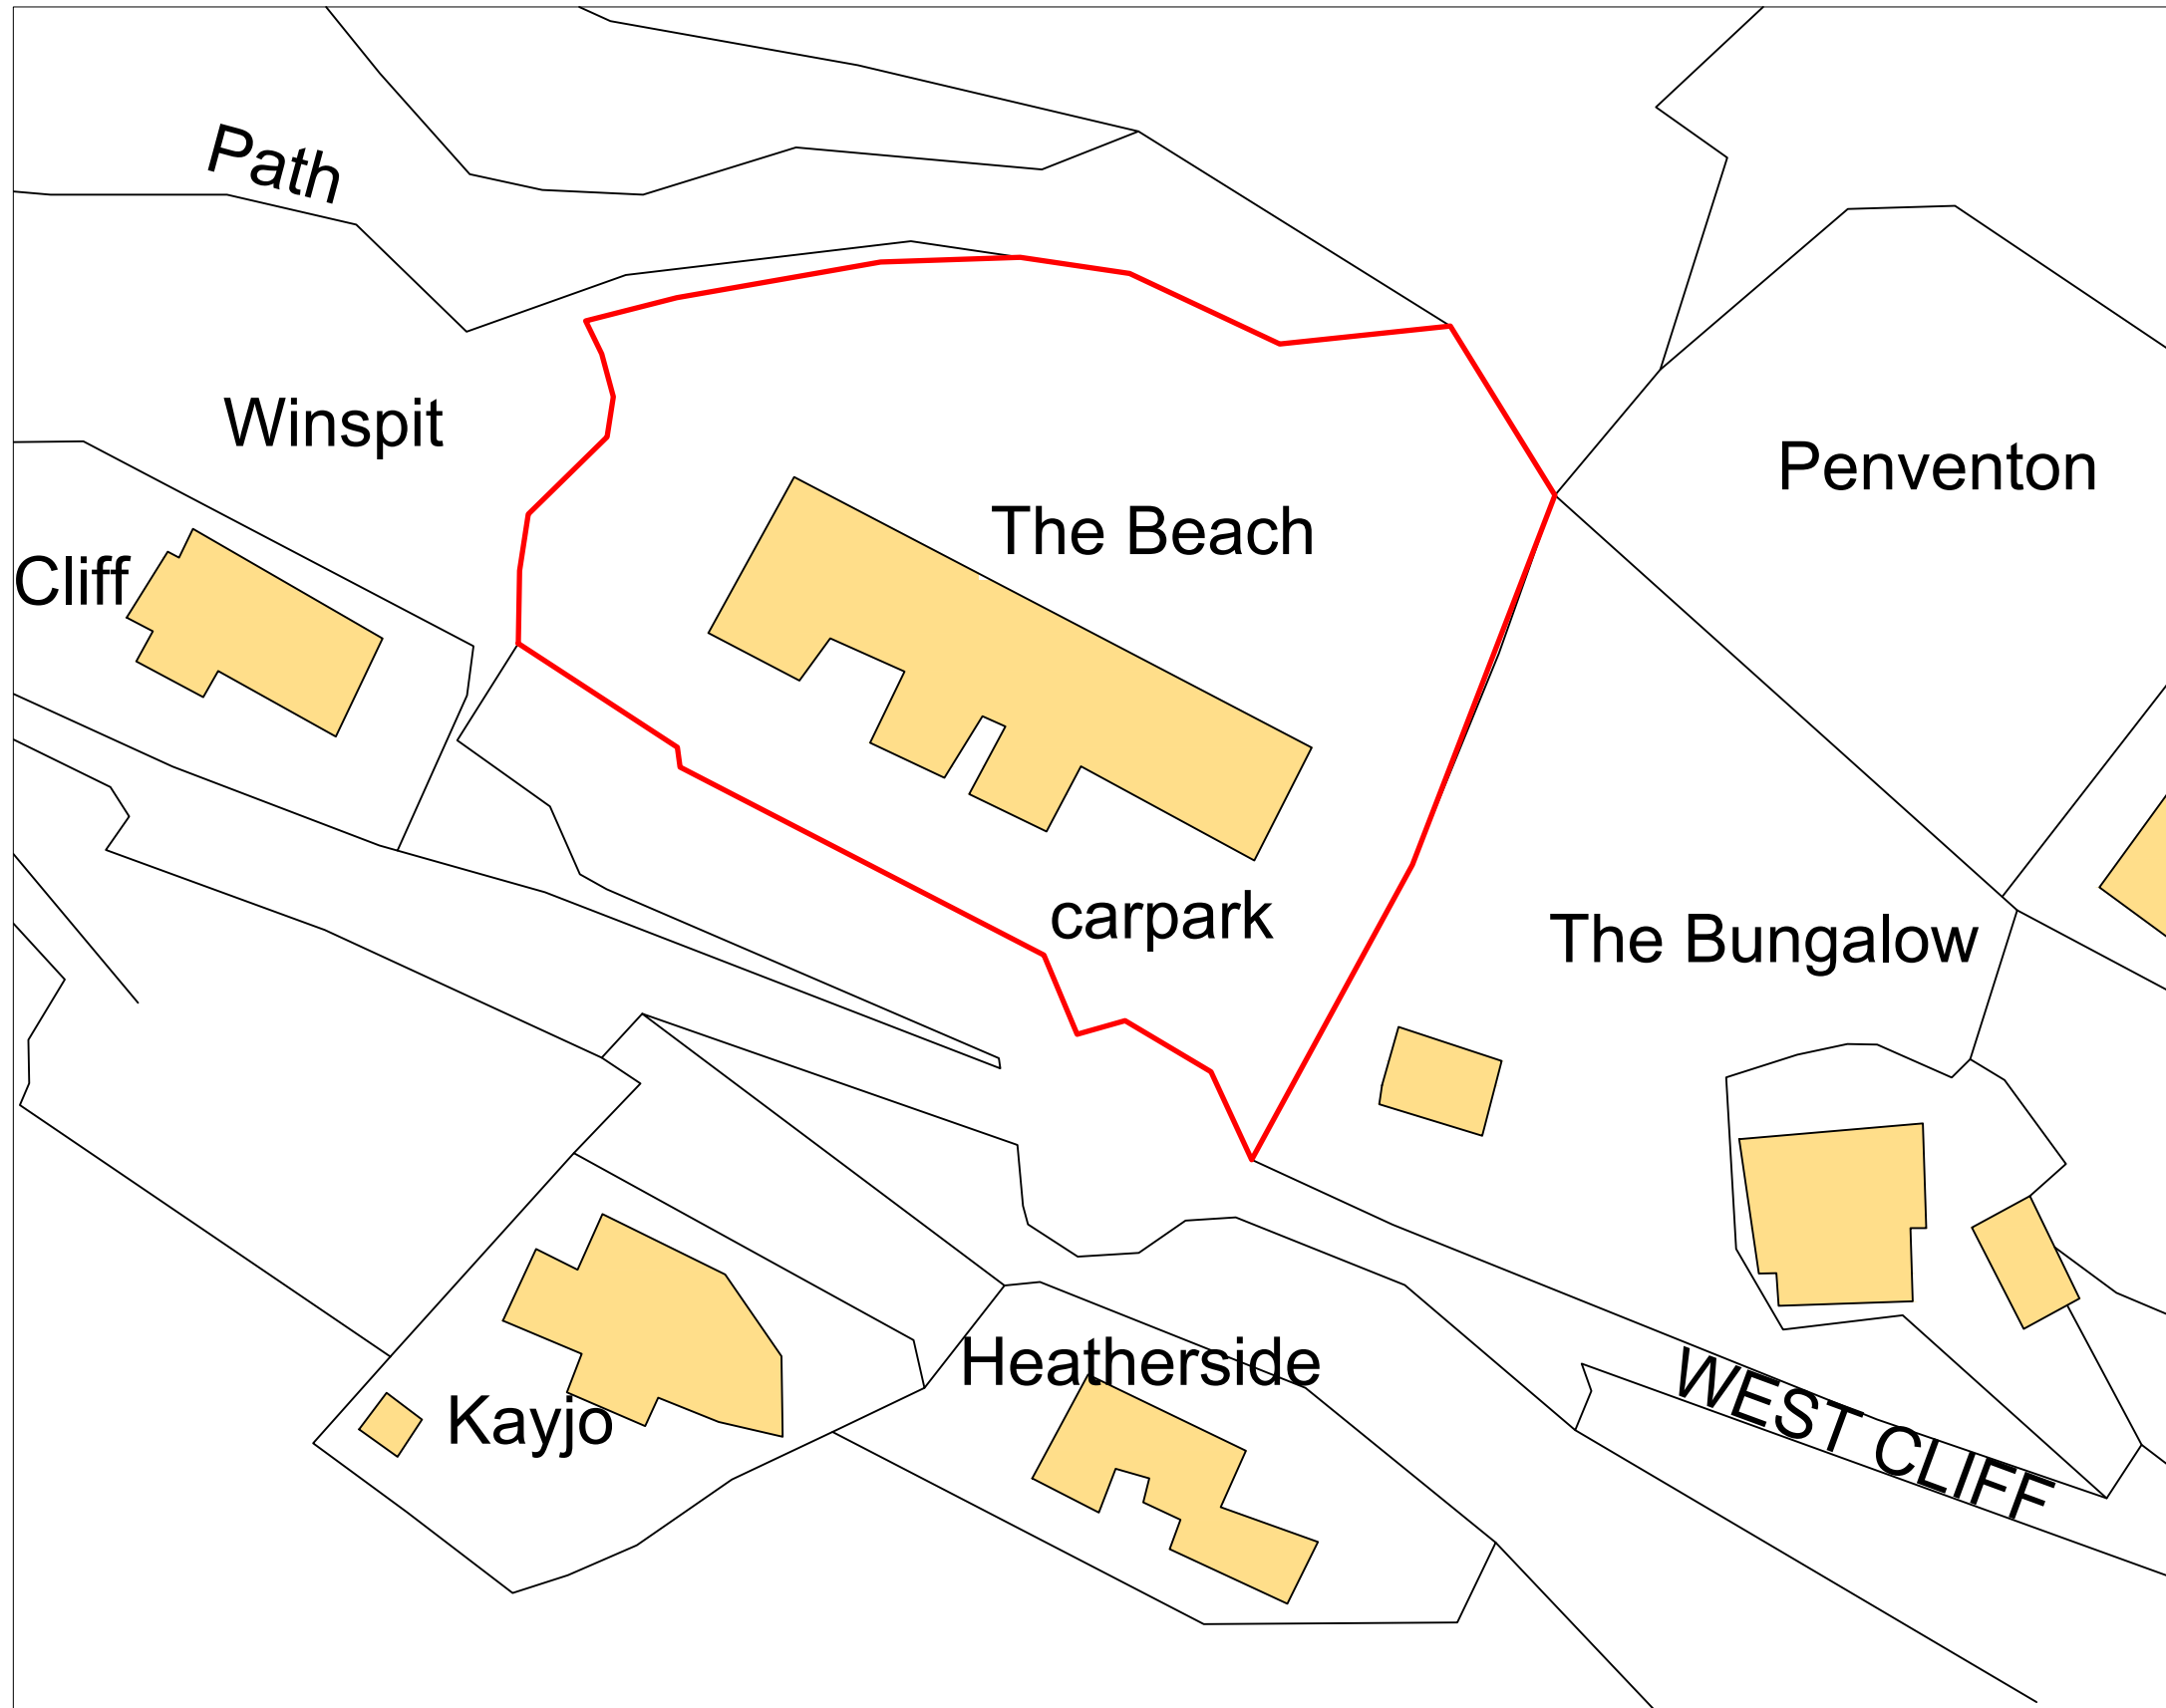 Path
Winspit
Penventon
The Beach
Cliff
carpark
The Bungalow
Heatherside
WEST CLIFF
Kayjo